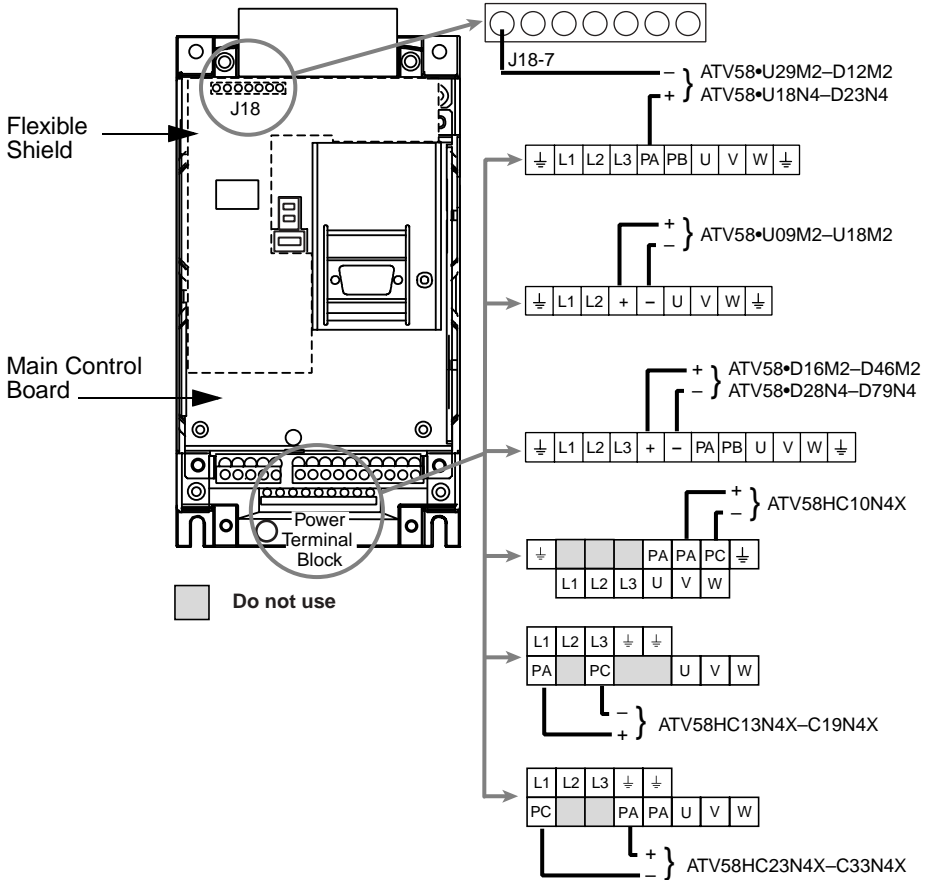 J18-7
– } ATV58•U29M2–D12M2
+ } ATV58•U18N4–D23N4
J18
Flexible
Shield
⏚ L1 L2 L3 PA PB U V W ⏚
+
– } ATV58•U09M2–U18M2
⏚ L1 L2 + – U V W ⏚
Main Control
Board
+ } ATV58•D16M2–D46M2
– } ATV58•D28N4–D79N4
⏚ L1 L2 L3 + – PA PB U V W ⏚
+
– } ATV58HC10N4X
Power
Terminal
Block
⏚ PA PA PC ⏚
L1 L2 L3 U V W
Do not use
L1 L2 L3 ⏚ ⏚
PA PC U V W
–
+ } ATV58HC13N4X–C19N4X
L1 L2 L3 ⏚ ⏚
PC PA PA U V W
+
– } ATV58HC23N4X–C33N4X